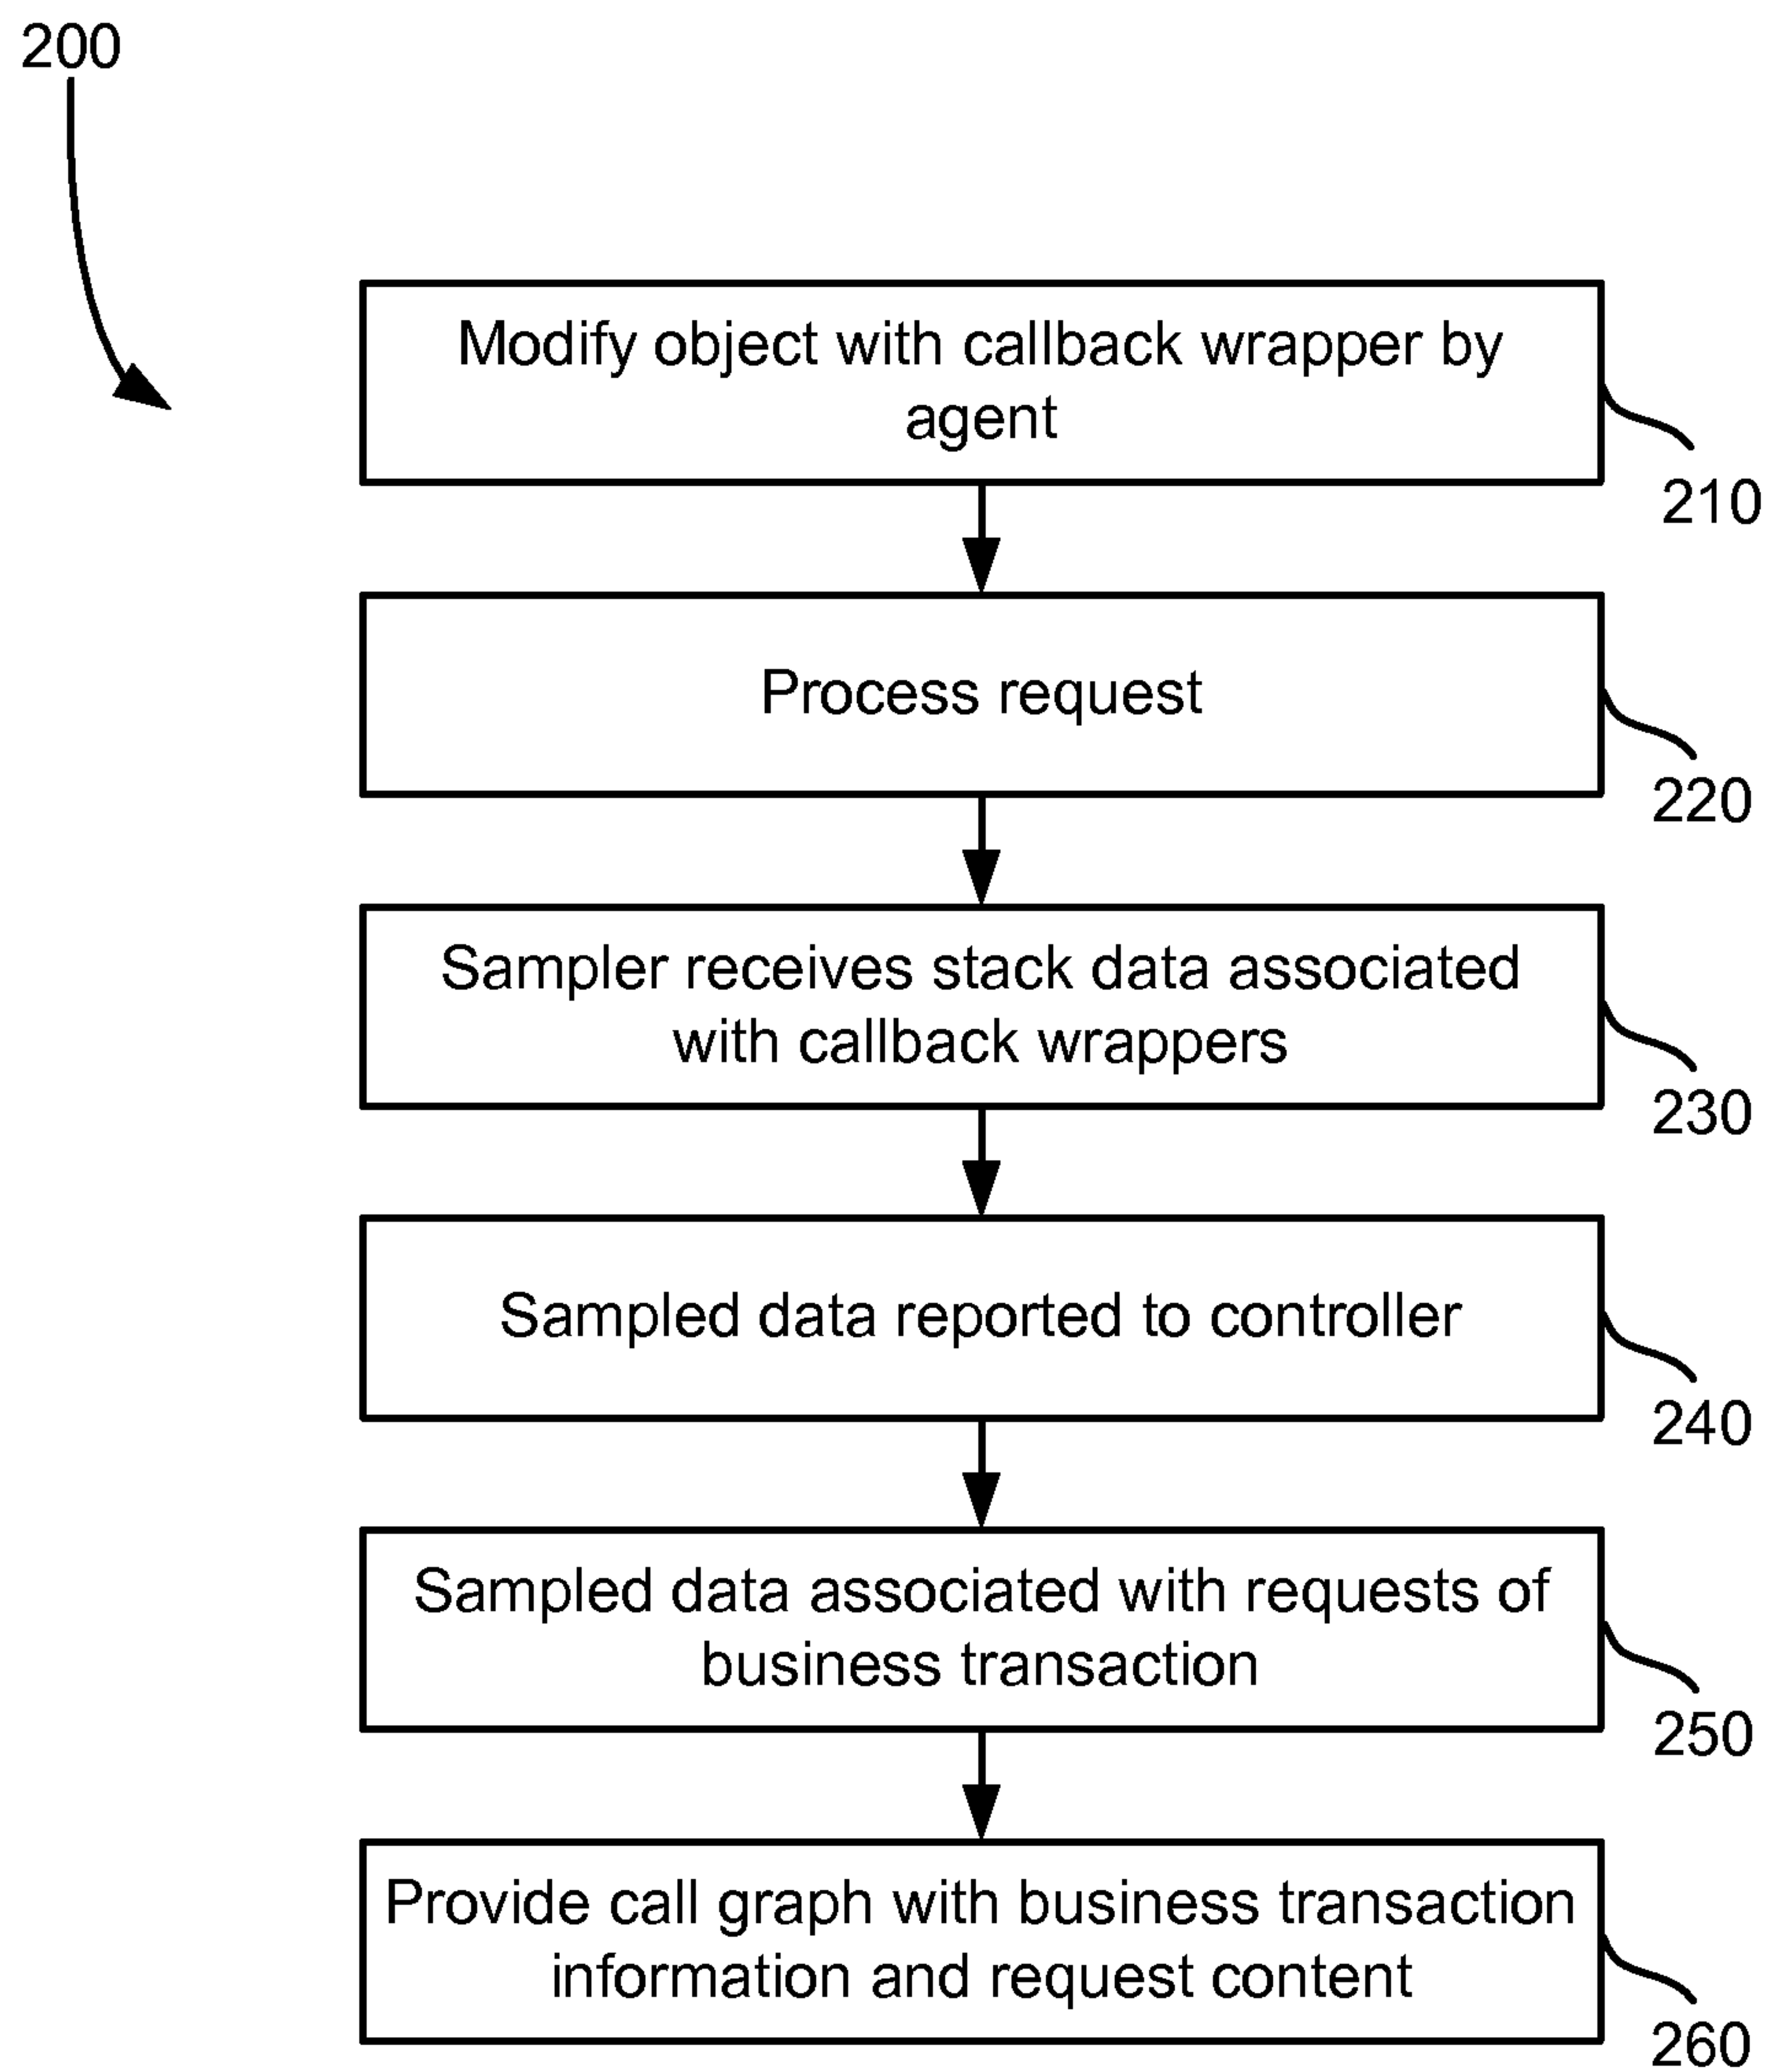 200
Modify object with callback wrapper by
agent
210
Process request
220
Sampler receives stack data associated
with callback wrappers
230
Sampled data reported to controller
240
Sampled data associated with requests of
business transaction
250
Provide call graph with business transaction
information and request content
260